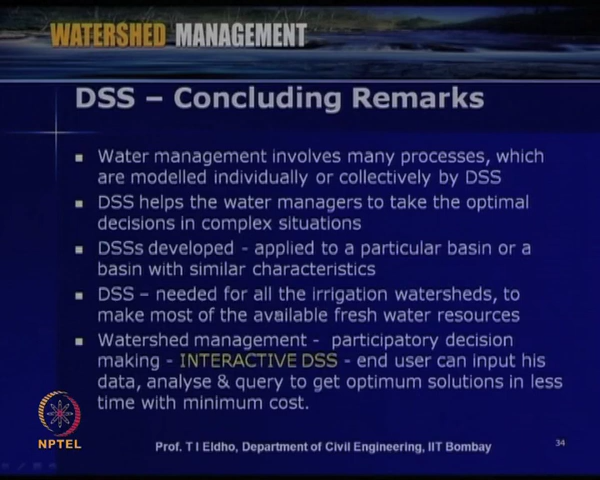 WATERSHED MANAGEMENT
DSS – Concluding Remarks
Water management involves many processes, which
are modelled individually or collectively by DSS
DSS helps the water managers to take the optimal
decisions in complex situations
DSSs developed - applied to a particular basin or a
basin with similar characteristics
DSS – needed for all the irrigation watersheds, to
make most of the available fresh water resources
Watershed management - participatory decision
making - INTERACTIVE DSS - end user can input his
data, analyse & query to get optimum solutions in less
time with minimum cost.
NPTEL
Prof. T I Eldho, Department of Civil Engineering, IIT Bombay
34